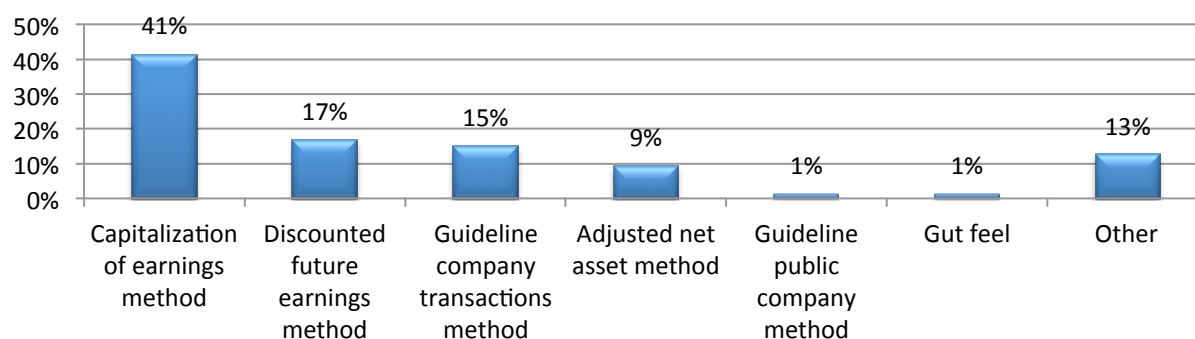 50%
40%
30%
20%
10%
0%
41%
17%
15%
9%
1%
1%
13%
Capitalization
of earnings
method
Discounted
future
earnings
method
Guideline
company
transactions
method
Adjusted net
asset method
Guideline
public
company
method
Gut feel
Other